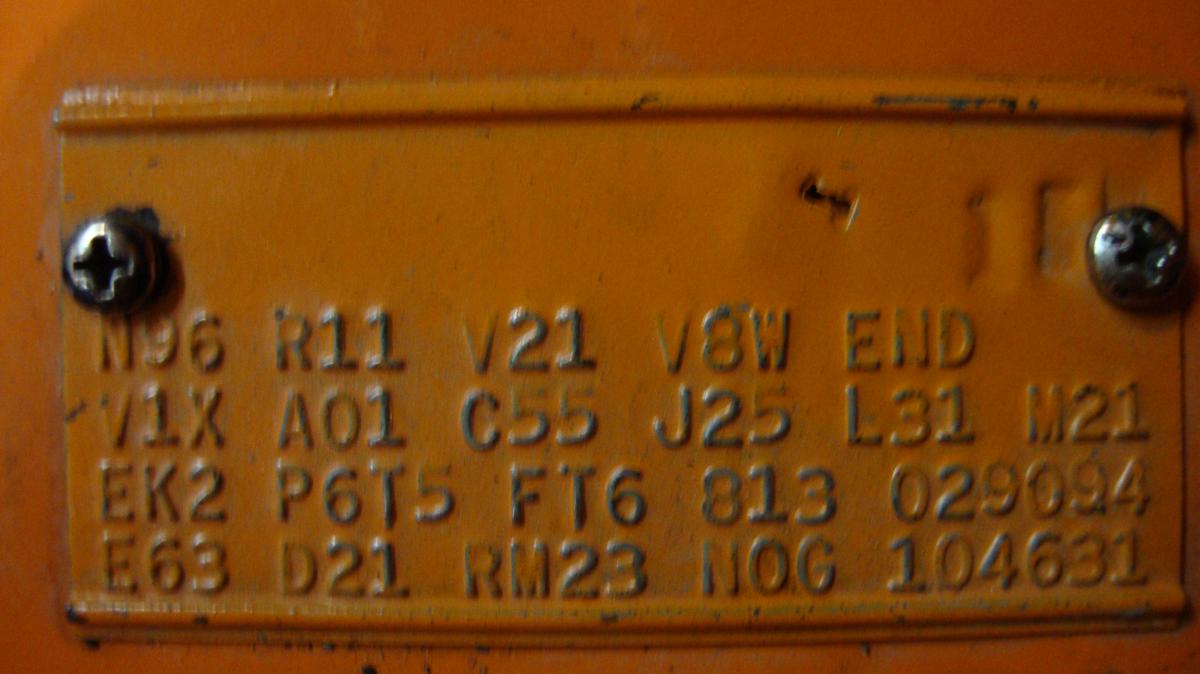 N96 R11 V21 V8W END
V1X A01 C55 J25 L31 M21
EK2 P6T5 FT6 813 029094
E63 D21 RM23 N0G 104631